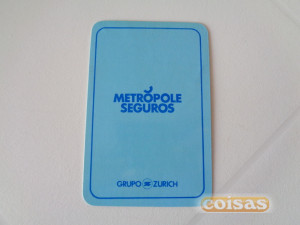 METRÓPOLE
SEGUROS
GRUPO ZURICH
coisas